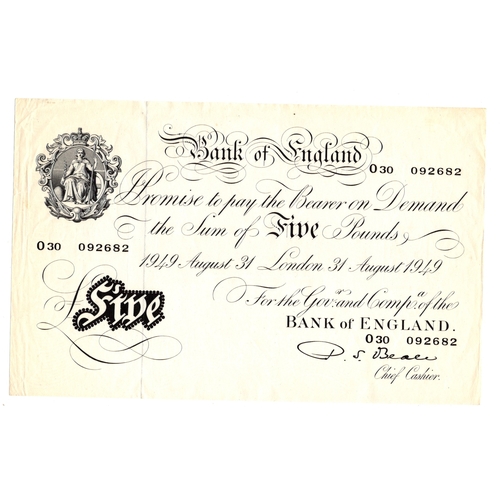 Bank of England
O30 092682
I Promise to pay the Bearer on Demand
the Sum of Five Pounds
O30 092682
1949 August 31 London 31 August 1949
For the Govr. and Compa. of the
£Five
BANK OF ENGLAND.
O30 092682
P. S. Beale
Chief Cashier.